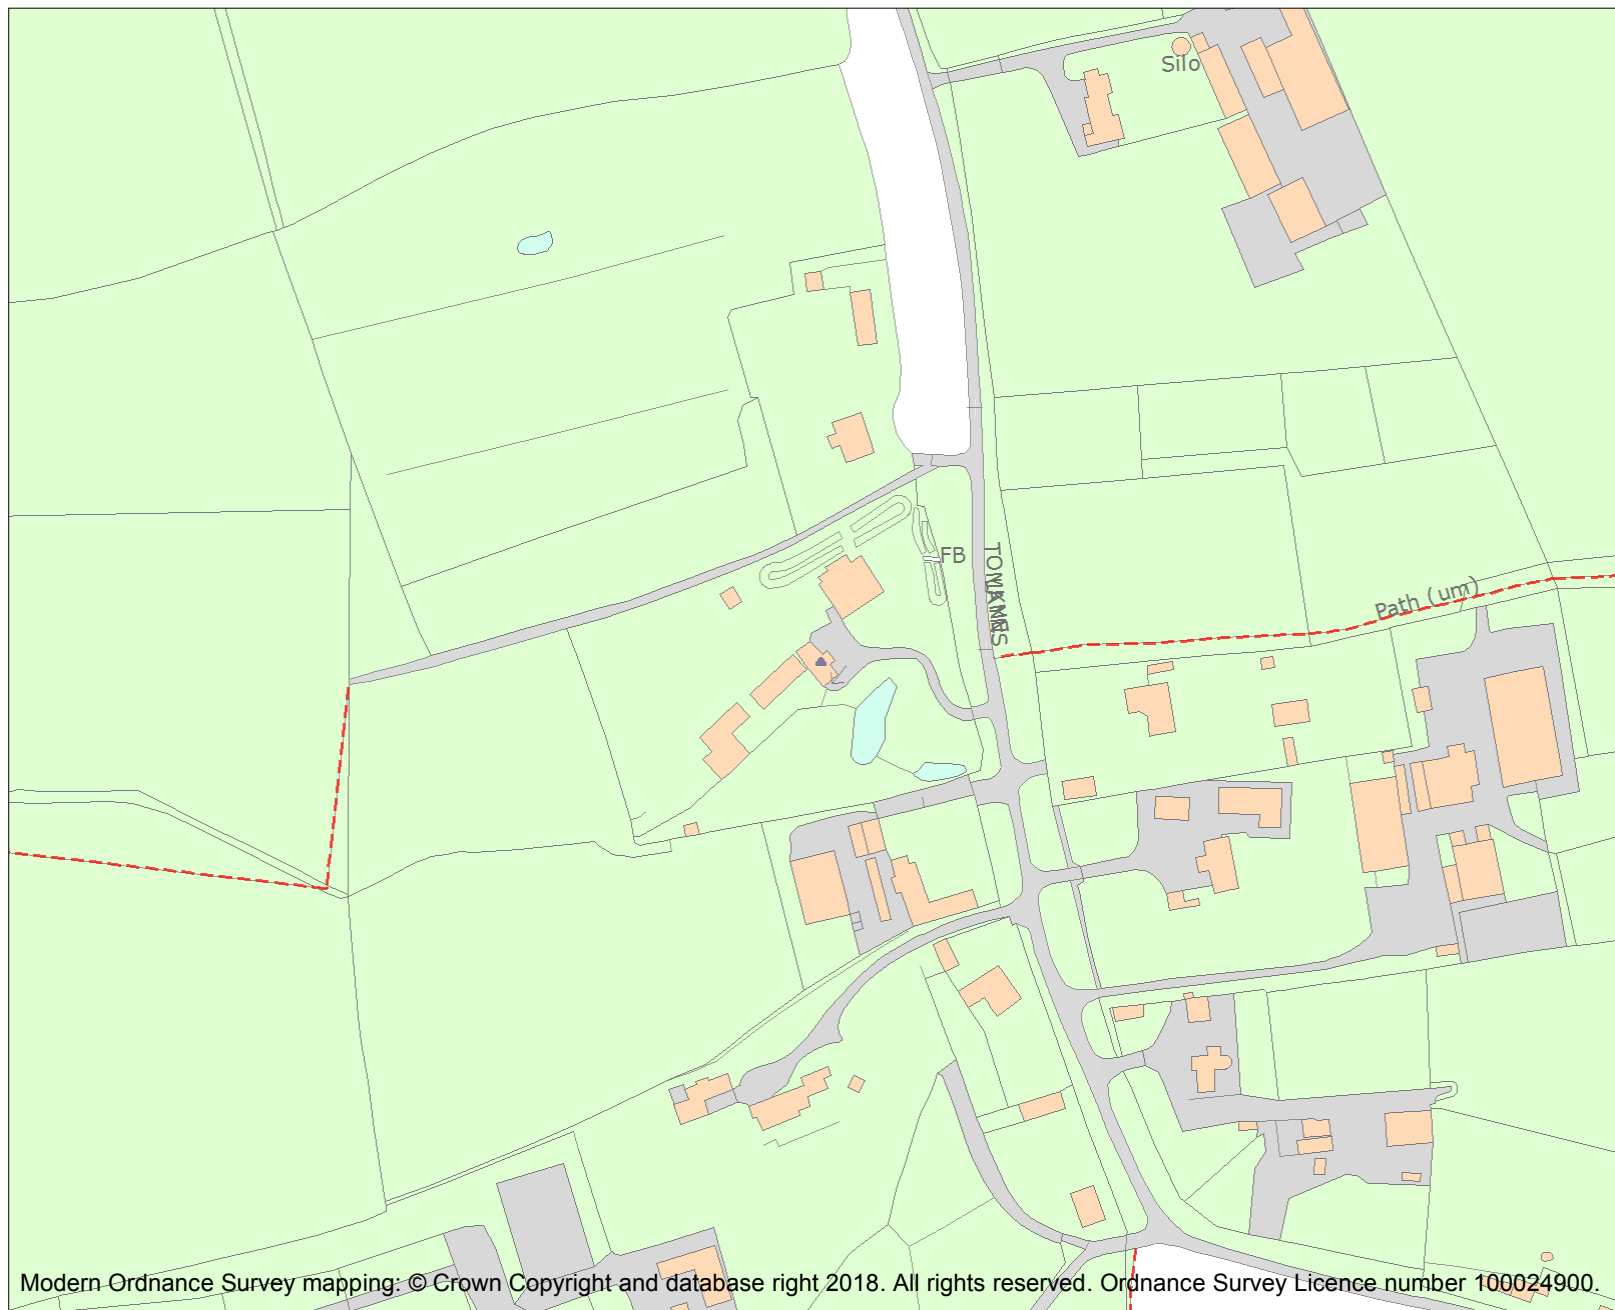 Silo
FB
Path (um)
Modern Ordnance Survey mapping: © Crown Copyright and database right 2018. All rights reserved. Ordnance Survey Licence number 100024900.